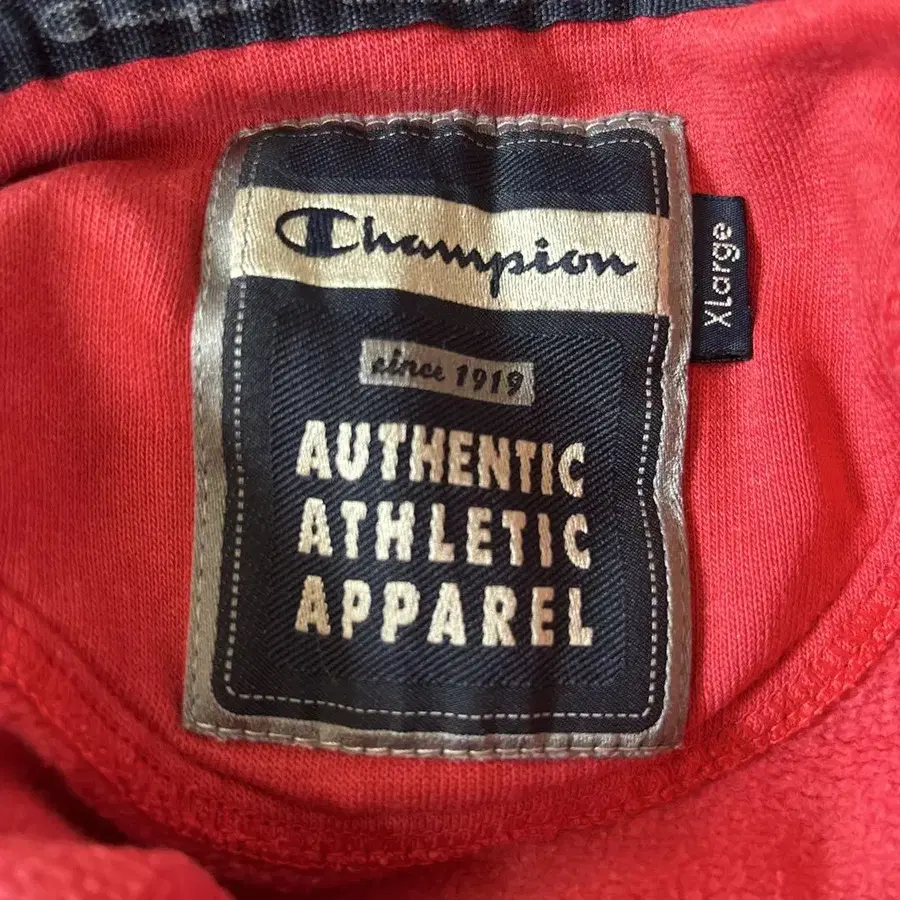 Champion
XLarge
since 1919
AUTHENTIC
ATHLETIC
APPAREL